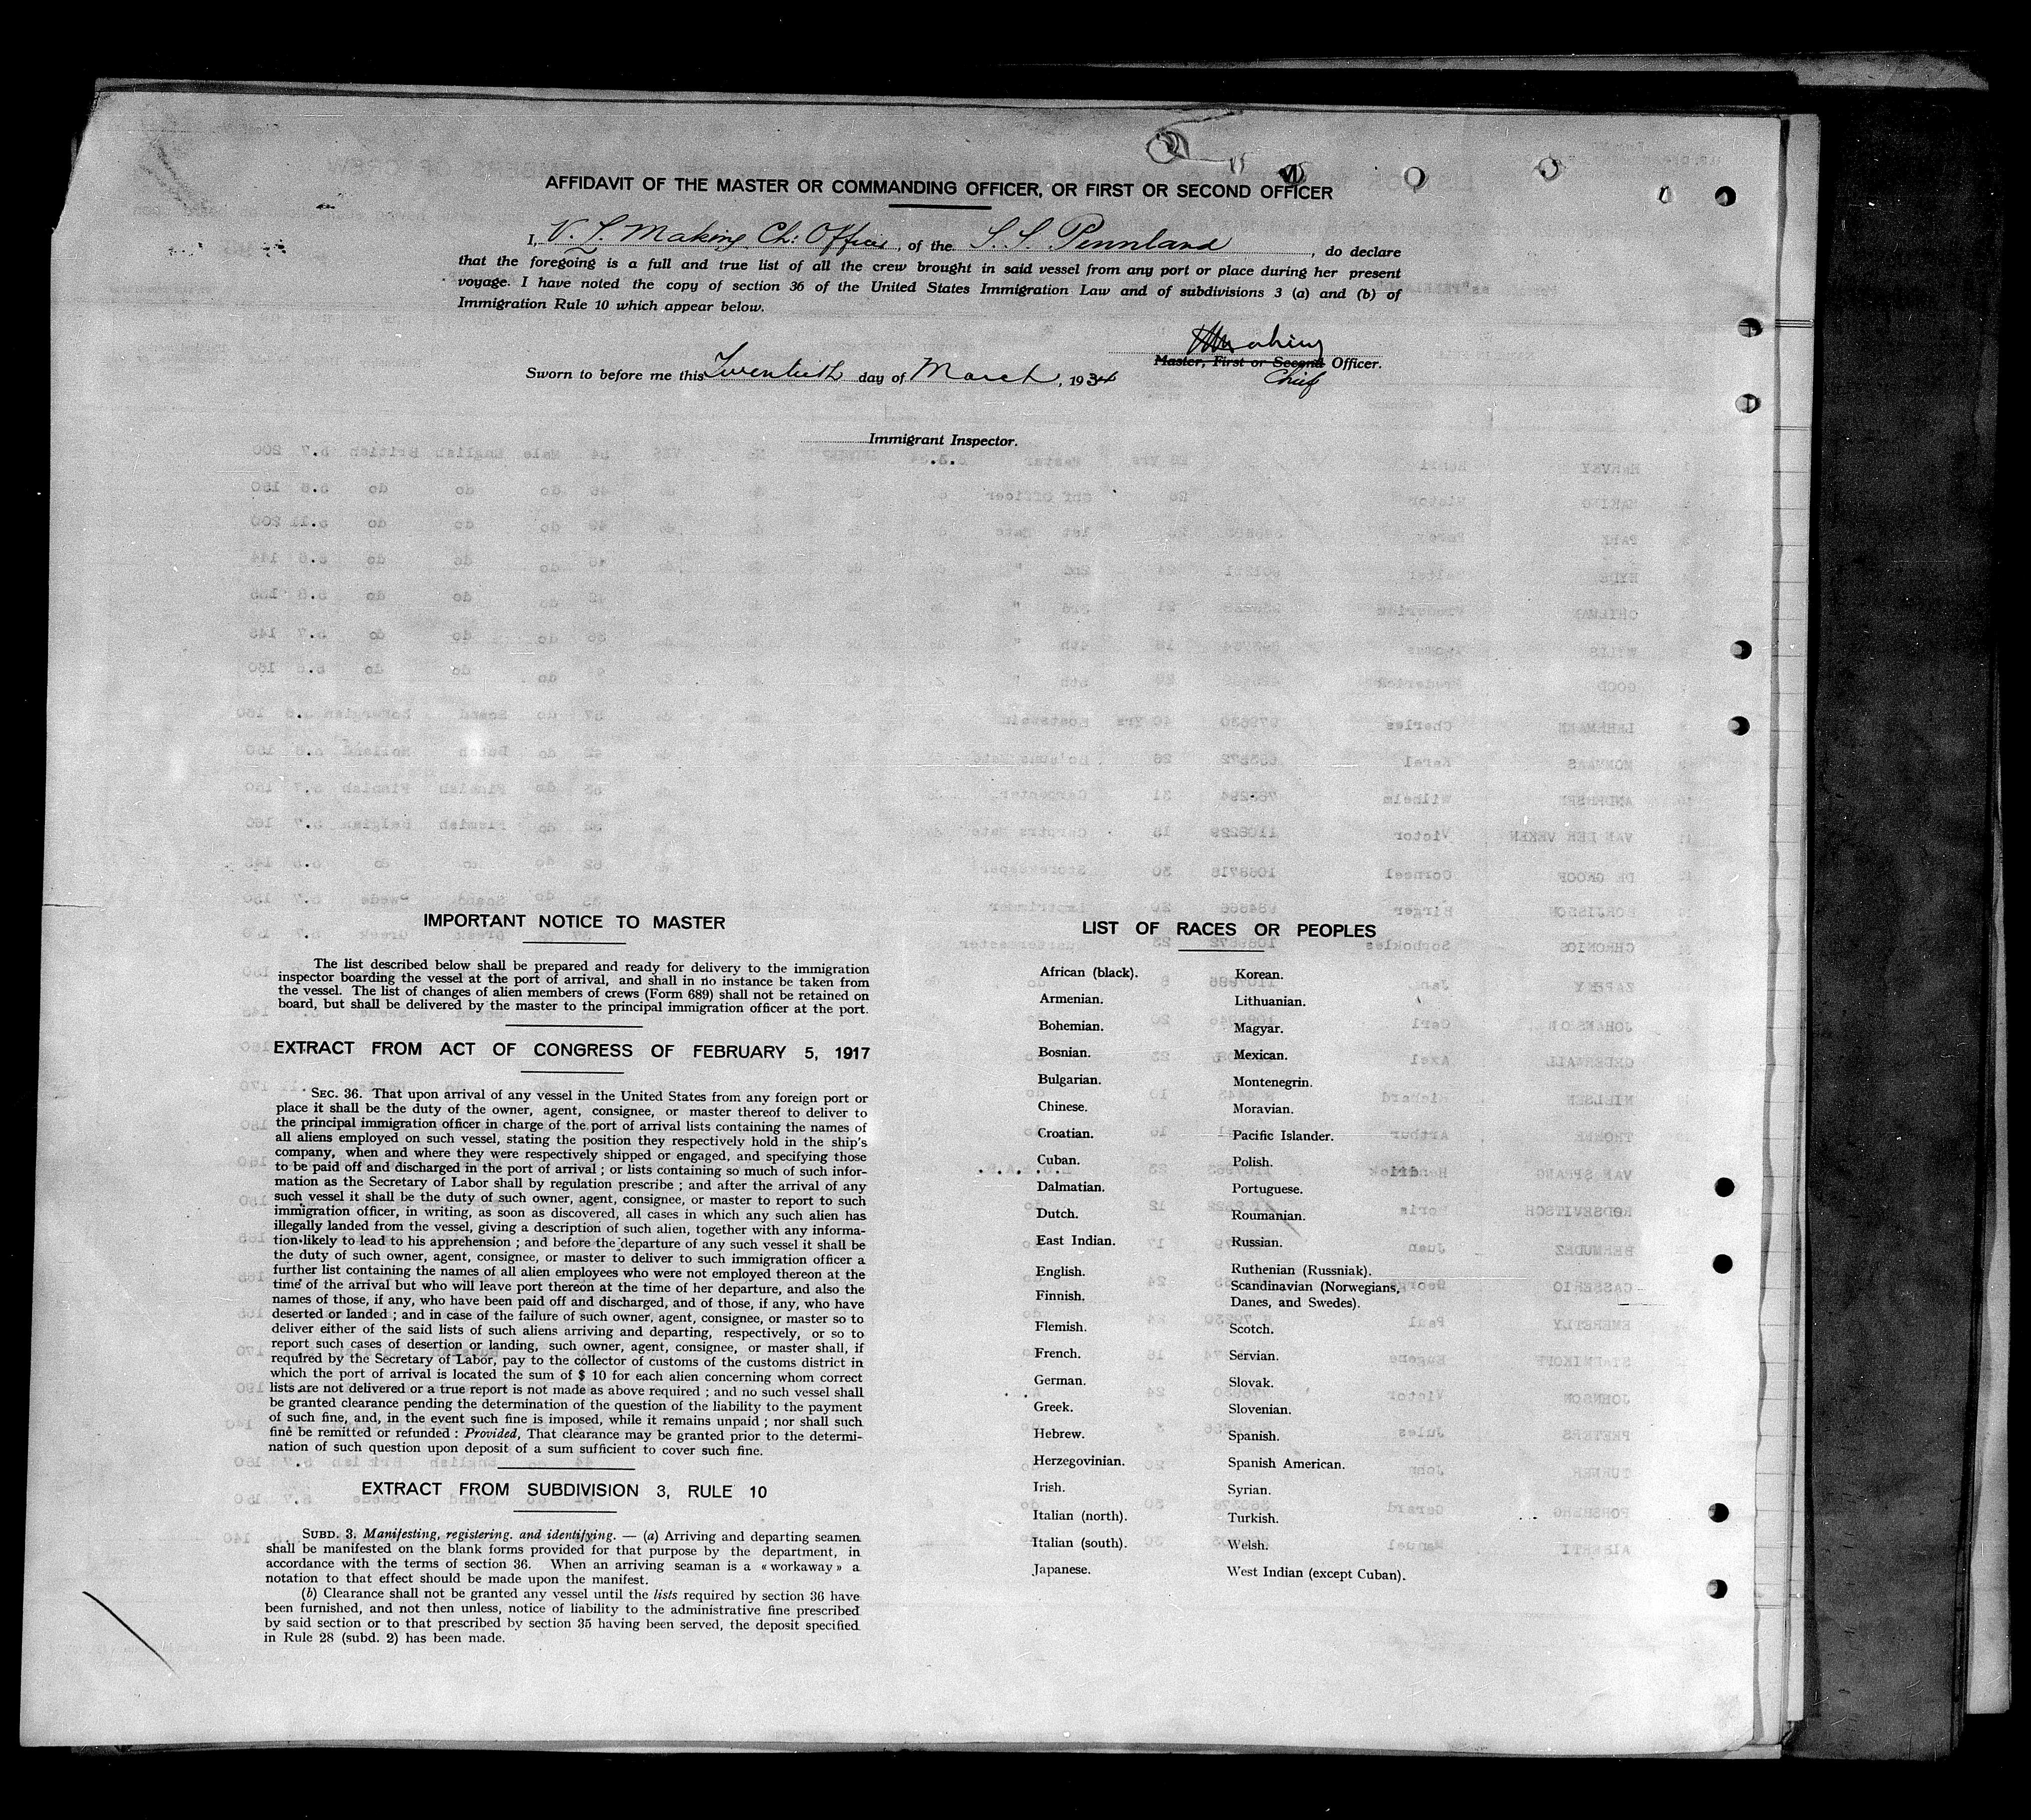 AFFIDAVIT OF THE MASTER OR COMMANDING OFFICER, OR FIRST OR SECOND OFFICER
I, V. L. Making Ch: Officer, of the S. S. Pennland, do declare
that the foregoing is a full and true list of all the crew brought in said vessel from any port or place during her present
voyage. I have noted the copy of section 36 of the United States Immigration Law and of subdivisions 3 (a) and (b) of
Immigration Rule 10 which appear below.
Making
Master, First or Second Officer.
Chief
Sworn to before me this Twentieth day of March, 1934
Immigrant Inspector.
IMPORTANT NOTICE TO MASTER
The list described below shall be prepared and ready for delivery to the immigration
inspector boarding the vessel at the port of arrival, and shall in no instance be taken from
the vessel. The list of changes of alien members of crews (Form 689) shall not be retained on
board, but shall be delivered by the master to the principal immigration officer at the port.
EXTRACT FROM ACT OF CONGRESS OF FEBRUARY 5, 1917
SEC. 36. That upon arrival of any vessel in the United States from any foreign port or
place it shall be the duty of the owner, agent, consignee, or master thereof to deliver to
the principal immigration officer in charge of the port of arrival lists containing the names of
all aliens employed on such vessel, stating the position they respectively hold in the ship's
company, when and where they were respectively shipped or engaged, and specifying those
to be paid off and discharged in the port of arrival ; or lists containing so much of such infor-
mation as the Secretary of Labor shall by regulation prescribe ; and after the arrival of any
such vessel it shall be the duty of such owner, agent, consignee, or master to report to such
immigration officer, in writing, as soon as discovered, all cases in which any such alien has
illegally landed from the vessel, giving a description of such alien, together with any informa-
tion likely to lead to his apprehension ; and before the departure of any such vessel it shall be
the duty of such owner, agent, consignee, or master to deliver to such immigration officer a
further list containing the names of all alien employees who were not employed thereon at the
time of the arrival but who will leave port thereon at the time of her departure, and also the
names of those, if any, who have been paid off and discharged, and of those, if any, who have
deserted or landed ; and in case of the failure of such owner, agent, consignee, or master so to
deliver either of the said lists of such aliens arriving and departing, respectively, or so to
report such cases of desertion or landing, such owner, agent, consignee, or master shall, if
required by the Secretary of Labor, pay to the collector of customs of the customs district in
which the port of arrival is located the sum of $ 10 for each alien concerning whom correct
lists are not delivered or a true report is not made as above required ; and no such vessel shall
be granted clearance pending the determination of the question of the liability to the payment
of such fine, and, in the event such fine is imposed, while it remains unpaid ; nor shall such
fine be remitted or refunded : Provided, That clearance may be granted prior to the determi-
nation of such question upon deposit of a sum sufficient to cover such fine.
EXTRACT FROM SUBDIVISION 3, RULE 10
SUBD. 3. Manifesting, registering. and identifying. — (a) Arriving and departing seamen
shall be manifested on the blank forms provided for that purpose by the department, in
accordance with the terms of section 36. When an arriving seaman is a « workaway » a
notation to that effect should be made upon the manifest.
(b) Clearance shall not be granted any vessel until the lists required by section 36 have
been furnished, and not then unless, notice of liability to the administrative fine prescribed
by said section or to that prescribed by section 35 having been served, the deposit specified
in Rule 28 (subd. 2) has been made.
LIST OF RACES OR PEOPLES
African (black).
Armenian.
Bohemian.
Bosnian.
Bulgarian.
Chinese.
Croatian.
Cuban.
Dalmatian.
Dutch.
East Indian.
English.
Finnish.
Flemish.
French.
German.
Greek.
Hebrew.
Herzegovinian.
Irish.
Italian (north).
Italian (south).
Japanese.
Korean.
Lithuanian.
Magyar.
Mexican.
Montenegrin.
Moravian.
Pacific Islander.
Polish.
Portuguese.
Roumanian.
Russian.
Ruthenian (Russniak).
Scandinavian (Norwegians,
Danes, and Swedes).
Scotch.
Servian.
Slovak.
Slovenian.
Spanish.
Spanish American.
Syrian.
Turkish.
Welsh.
West Indian (except Cuban).